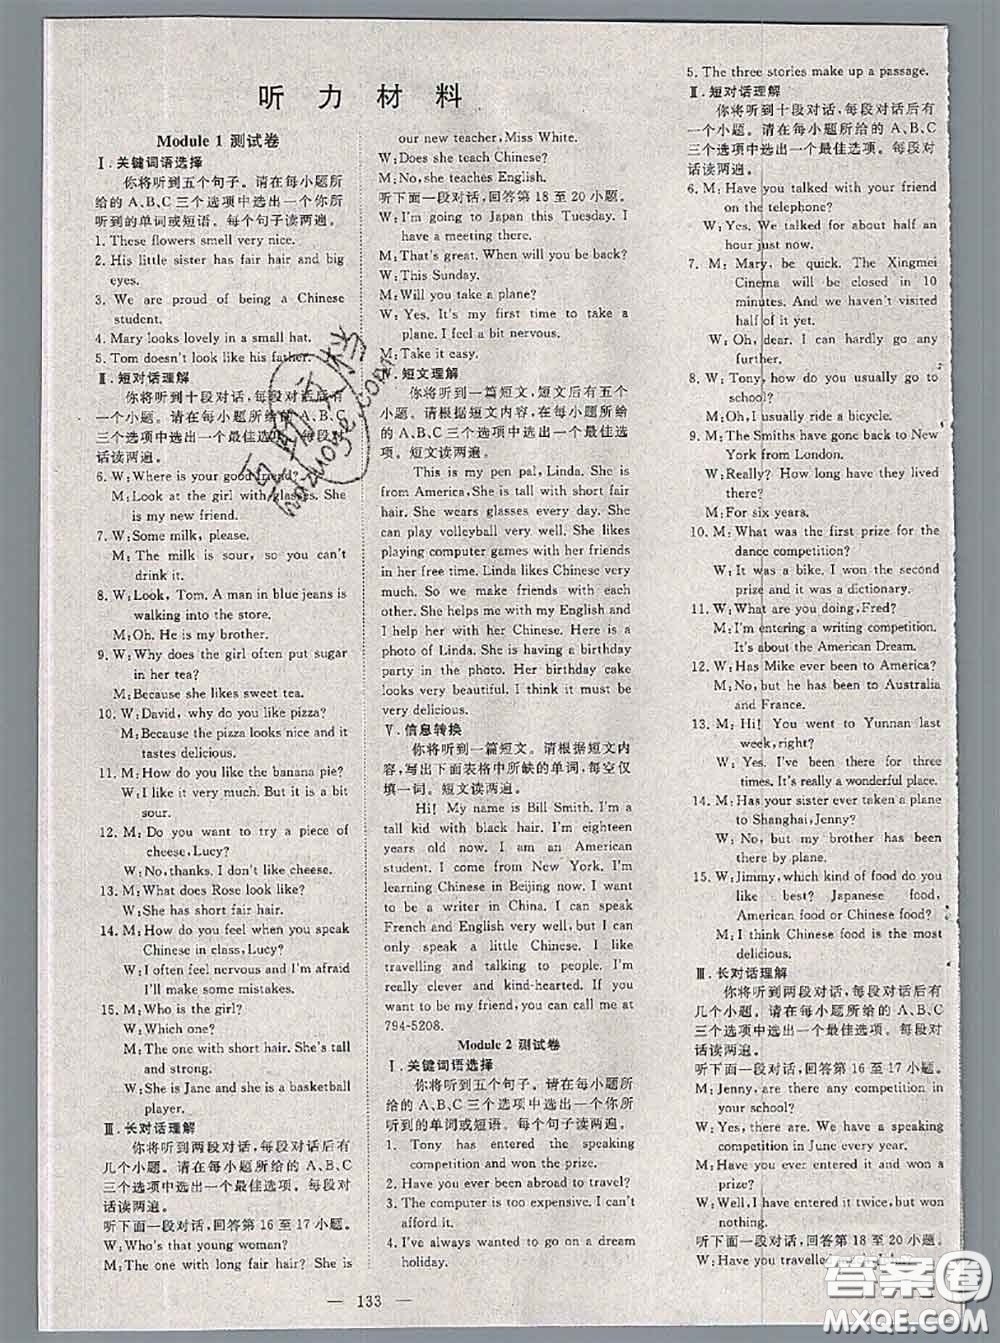 听 力 材 料
Module 1 测试卷
Ⅰ. 关键词语选择
你将听到五个句子。请在每小题所
给的 A、B、C 三个选项中选出一个你所
听到的单词或短语。每个句子读两遍。
1. These flowers smell very nice.
2. His little sister has fair hair and big
eyes.
3. We are proud of being a Chinese
student.
4. Mary looks lovely in a small hat.
5. Tom doesn't look like his father.
Ⅱ. 短对话理解
你将听到十段对话,每段对话后有
一个小题。请在每小题所给的 A、B、C
三个选项中选出一个最佳选项。每段对
话读两遍。
6. W: Where is your good friend?
M: Look at the girl with glasses. She
is my new friend.
7. W: Some milk, please.
M: The milk is sour, so you can't
drink it.
8. W: Look, Tom. A man in blue jeans is
walking into the store.
M: Oh. He is my brother.
9. W: Why does the girl often put sugar
in her tea?
M: Because she likes sweet tea.
10. W: David, why do you like pizza?
M: Because the pizza looks nice and it
tastes delicious.
11. M: How do you like the banana pie?
W: I like it very much. But it is a bit
sour.
12. M: Do you want to try a piece of
cheese, Lucy?
W: No, thanks. I don't like cheese.
13. M: What does Rose look like?
W: She has short fair hair.
14. M: How do you feel when you speak
Chinese in class, Lucy?
W: I often feel nervous and I'm afraid
I'll make some mistakes.
15. M: Who is the girl?
W: Which one?
M: The one with short hair. She's tall
and strong.
W: She is Jane and she is a basketball
player.
Ⅲ. 长对话理解
你将听到两段对话,每段对话后有
几个小题。请在每小题所给的 A、B、C
三个选项中选出一个最佳选项。每段对
话读两遍。
听下面一段对话,回答第 16 至 17 小题。
W: Who's that young woman?
M: The one with long fair hair? She is
our new teacher, Miss White.
W: Does she teach Chinese?
M: No, she teaches English.
听下面一段对话,回答第 18 至 20 小题。
W: I'm going to Japan this Tuesday. I
have a meeting there.
M: That's great. When will you be back?
W: This Sunday.
M: Will you take a plane?
W: Yes. It's my first time to take a
plane. I feel a bit nervous.
M: Take it easy.
Ⅳ. 短文理解
你将听到一篇短文,短文后有五个
小题。请根据短文内容,在每小题所给
的 A、B、C 三个选项中选出一个最佳选
项。短文读两遍。
This is my pen pal, Linda. She is
from America. She is tall with short fair
hair. She wears glasses every day. She
can play volleyball very well. She likes
playing computer games with her friends
in her free time. Linda likes Chinese very
much. So we make friends with each
other. She helps me with my English and
I help her with her Chinese. Here is a
photo of Linda. She is having a birthday
party in the photo. Her birthday cake
looks very beautiful. I think it must be
very delicious.
Ⅴ. 信息转换
你将听到一篇短文。请根据短文内
容,写出下面表格中所缺的单词,每空仅
填一词。短文读两遍。
Hi! My name is Bill Smith. I'm a
tall kid with black hair. I'm eighteen
years old now. I am an American
student. I come from New York. I'm
learning Chinese in Beijing now. I want
to be a writer in China. I can speak
French and English very well, but I can
only speak a little Chinese. I like
travelling and talking to people. I'm
really clever and kind-hearted. If you
want to be my friend, you can call me at
794-5208.
Module 2 测试卷
Ⅰ. 关键词语选择
你将听到五个句子。请在每小题所给
的 A、B、C 三个选项中选出一个你所
听到的单词或短语。每个句子读两遍。
1. Tony has entered the speaking
competition and won the prize.
2. Have you ever been abroad to travel?
3. The computer is too expensive. I can't
afford it.
4. I've always wanted to go on a dream
holiday.
5. The three stories make up a passage.
Ⅱ. 短对话理解
你将听到十段对话,每段对话后有
一个小题。请在每小题所给的 A、B、C
三个选项中选出一个最佳选项。每段对
话读两遍。
6. M: Have you talked with your friend
on the telephone?
W: Yes. We talked for about half an
hour just now.
7. M: Mary, be quick. The Xingmei
Cinema will be closed in 10
minutes. And we haven't visited
half of it yet.
W: Oh, dear. I can hardly go any
further.
8. W: Tony, how do you usually go to
school?
M: Oh, I usually ride a bicycle.
9. M: The Smiths have gone back to New
York from London.
W: Really? How long have they lived
there?
M: For six years.
10. M: What was the first prize for the
dance competition?
W: It was a bike. I won the second
prize and it was a dictionary.
11. W: What are you doing, Fred?
M: I'm entering a writing competition.
It's about the American Dream.
12. W: Has Mike ever been to America?
M: No, but he has been to Australia
and France.
13. M: Hi! You went to Yunnan last
week, right?
W: Yes. I've been there for three
times. It's really a wonderful place.
14. M: Has your sister ever taken a plane
to Shanghai, Jenny?
W: No, but my brother has been
there by plane.
15. W: Jimmy, which kind of food do you
like best? Japanese food,
American food or Chinese food?
M: I think Chinese food is the most
delicious.
Ⅲ. 长对话理解
你将听到两段对话,每段对话后有
几个小题。请在每小题所给的 A、B、C
三个选项中选出一个最佳选项。每段对
话读两遍。
听下面一段对话,回答第 16 至 17 小题。
M: Jenny, are there any competition in
your school?
W: Yes, there are. We have a speaking
competition in June every year.
M: Have you ever entered it and won a
prize?
W: Well, I have entered it twice, but won
nothing.
听下面一段对话,回答第 18 至 20 小题。
W: Have you travelled
— 133 —
hezuoge.com
答案圈
MXQE.COM